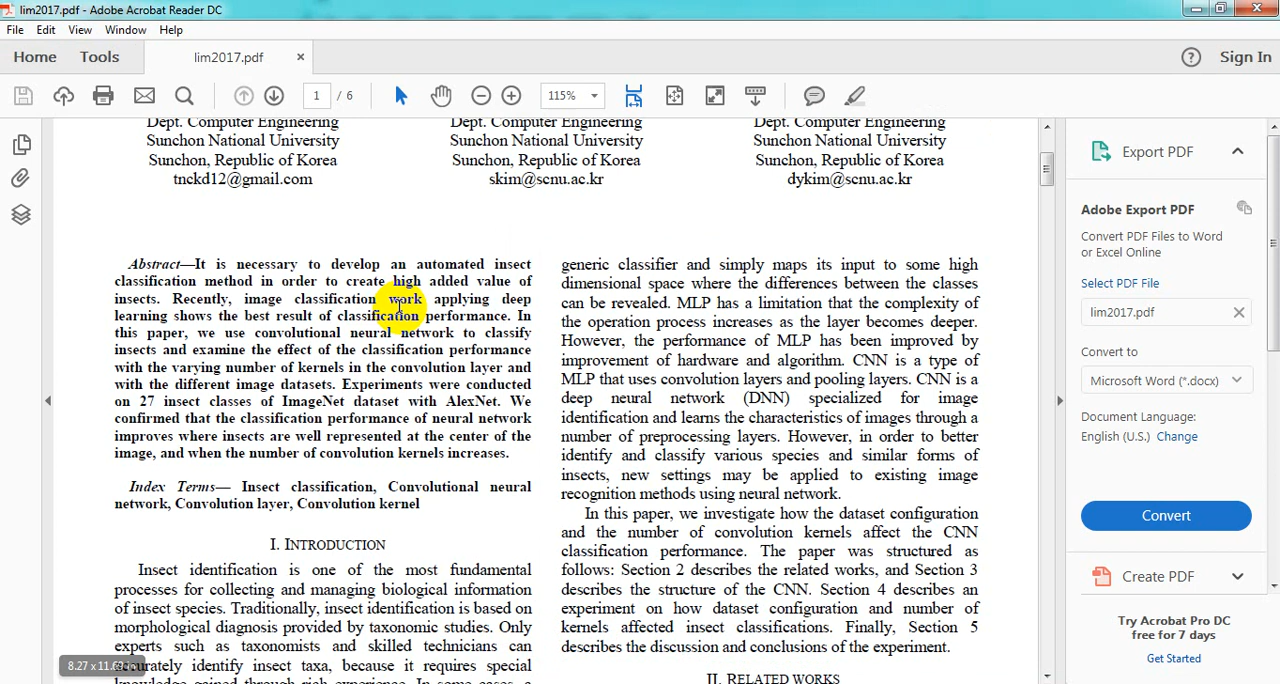 lim2017.pdf - Adobe Acrobat Reader DC
File Edit View Window Help
Home Tools lim2017.pdf × Sign In
1 / 6 115%
Dept. Computer Engineering
Sunchon National University
Sunchon, Republic of Korea
tnckd12@gmail.com
Dept. Computer Engineering
Sunchon National University
Sunchon, Republic of Korea
skim@scnu.ac.kr
Dept. Computer Engineering
Sunchon National University
Sunchon, Republic of Korea
dykim@scnu.ac.kr
Abstract—It is necessary to develop an automated insect
classification method in order to create high added value of
insects. Recently, image classification work applying deep
learning shows the best result of classification performance. In
this paper, we use convolutional neural network to classify
insects and examine the effect of the classification performance
with the varying number of kernels in the convolution layer and
with the different image datasets. Experiments were conducted
on 27 insect classes of ImageNet dataset with AlexNet. We
confirmed that the classification performance of neural network
improves where insects are well represented at the center of the
image, and when the number of convolution kernels increases.
Index Terms— Insect classification, Convolutional neural
network, Convolution layer, Convolution kernel
I. INTRODUCTION
Insect identification is one of the most fundamental
processes for collecting and managing biological information
of insect species. Traditionally, insect identification is based on
morphological diagnosis provided by taxonomic studies. Only
experts such as taxonomists and skilled technicians can
accurately identify insect taxa, because it requires special
knowledge gained through rich experience. In some cases, a
8.27 x 11.69 in
generic classifier and simply maps its input to some high
dimensional space where the differences between the classes
can be revealed. MLP has a limitation that the complexity of
the operation process increases as the layer becomes deeper.
However, the performance of MLP has been improved by
improvement of hardware and algorithm. CNN is a type of
MLP that uses convolution layers and pooling layers. CNN is a
deep neural network (DNN) specialized for image
identification and learns the characteristics of images through a
number of preprocessing layers. However, in order to better
identify and classify various species and similar forms of
insects, new settings may be applied to existing image
recognition methods using neural network.
In this paper, we investigate how the dataset configuration
and the number of convolution kernels affect the CNN
classification performance. The paper was structured as
follows: Section 2 describes the related works, and Section 3
describes the structure of the CNN. Section 4 describes an
experiment on how dataset configuration and number of
kernels affected insect classifications. Finally, Section 5
describes the discussion and conclusions of the experiment.
II. RELATED WORKS
Export PDF
Adobe Export PDF
Convert PDF Files to Word
or Excel Online
Select PDF File
lim2017.pdf
Convert to
Microsoft Word (*.docx)
Document Language:
English (U.S.) Change
Convert
Create PDF
Try Acrobat Pro DC
free for 7 days
Get Started